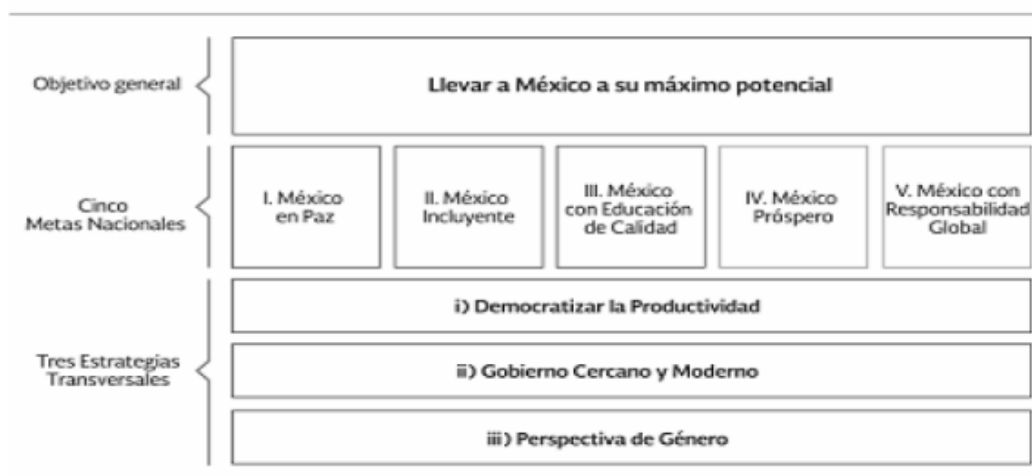 Objetivo general
Llevar a México a su máximo potencial
Cinco
Metas Nacionales
I. México
en Paz
II. México
Incluyente
III. México
con Educación
de Calidad
IV. México
Próspero
V. México con
Responsabilidad
Global
Tres Estrategias
Transversales
i) Democratizar la Productividad
ii) Gobierno Cercano y Moderno
iii) Perspectiva de Género